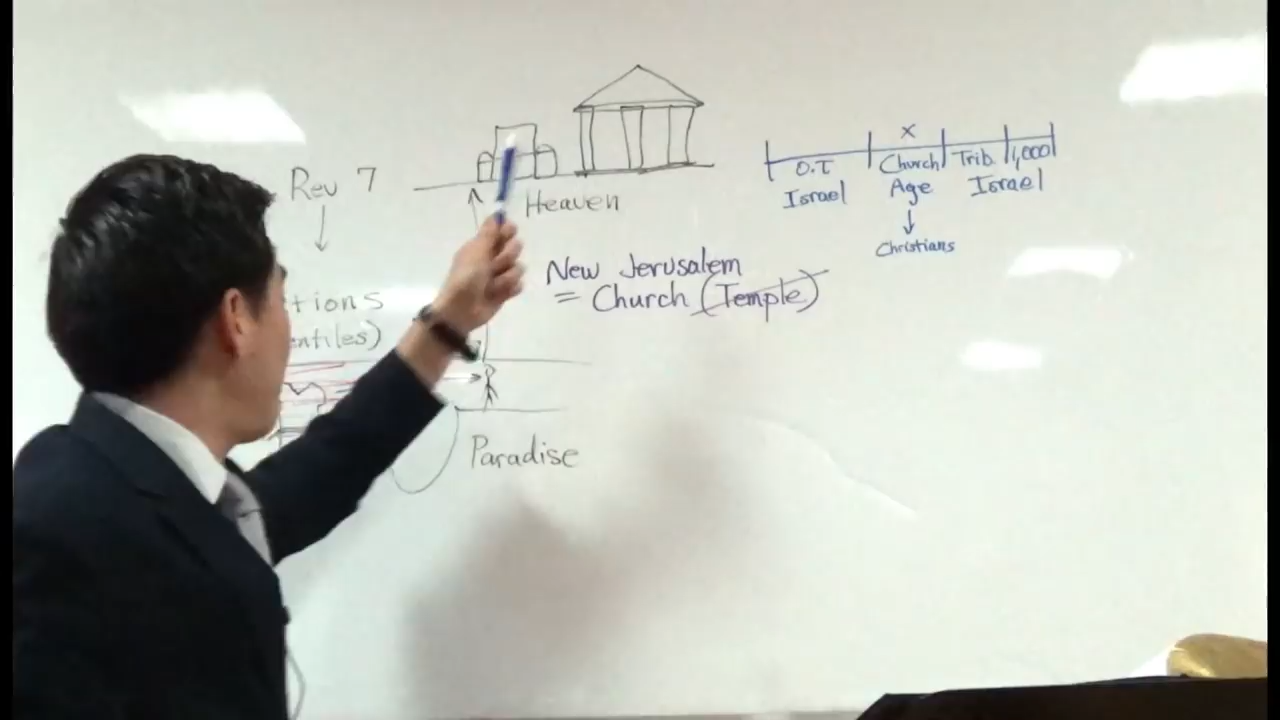 Rev 7
Heaven
New Jerusalem
= Church (Temple)
Paradise
x
O.T
Israel
Church
Age
Christians
Trib.
1,000
Israel